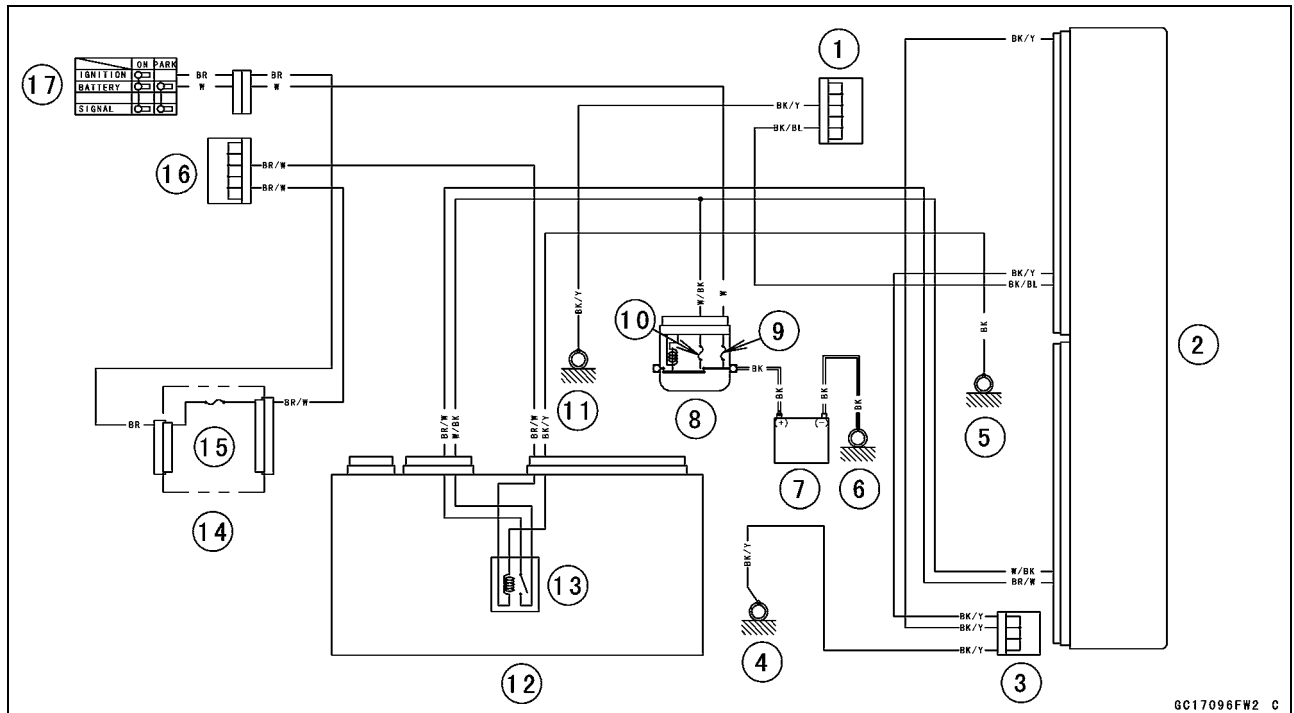 BK/Y
1
ON PARK
IGNITION
BATTERY
SIGNAL
17
BR
W
BR
W
BK/Y
BK/BL
16
BR/W
BR/W
BK/Y
BK/BL
BK/Y
W/BK
W
BK
2
10
9
BK
BK
BK
BK
11
8
5
BR
15
BR/W
BR/W
W/BK
BR/W
BK/Y
(+)
(-)
7
6
14
BK/Y
13
W/BK
BR/W
BK/Y
BK/Y
BK/Y
4
3
12
GC17096FW2 C